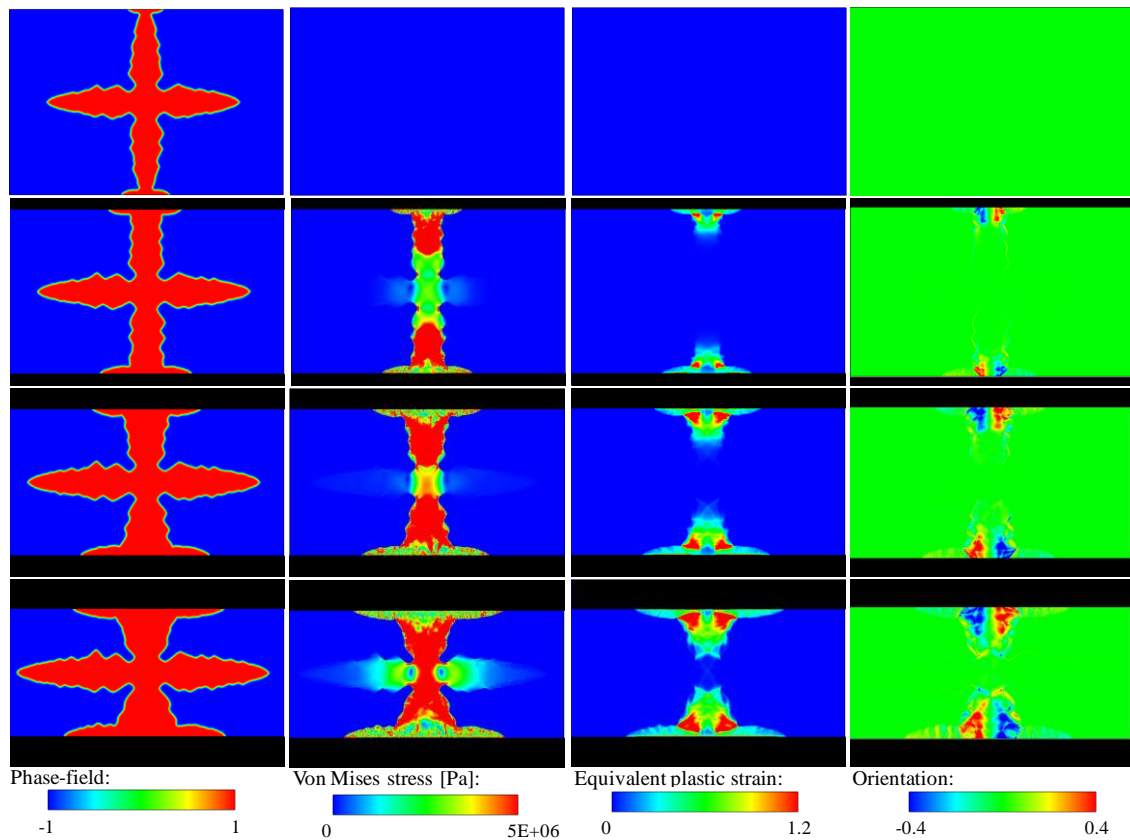 Phase-field: Von Mises stress [Pa]: Equivalent plastic strain: Orientation:
-1 1 0 5E+06 0 1.2 -0.4 0.4